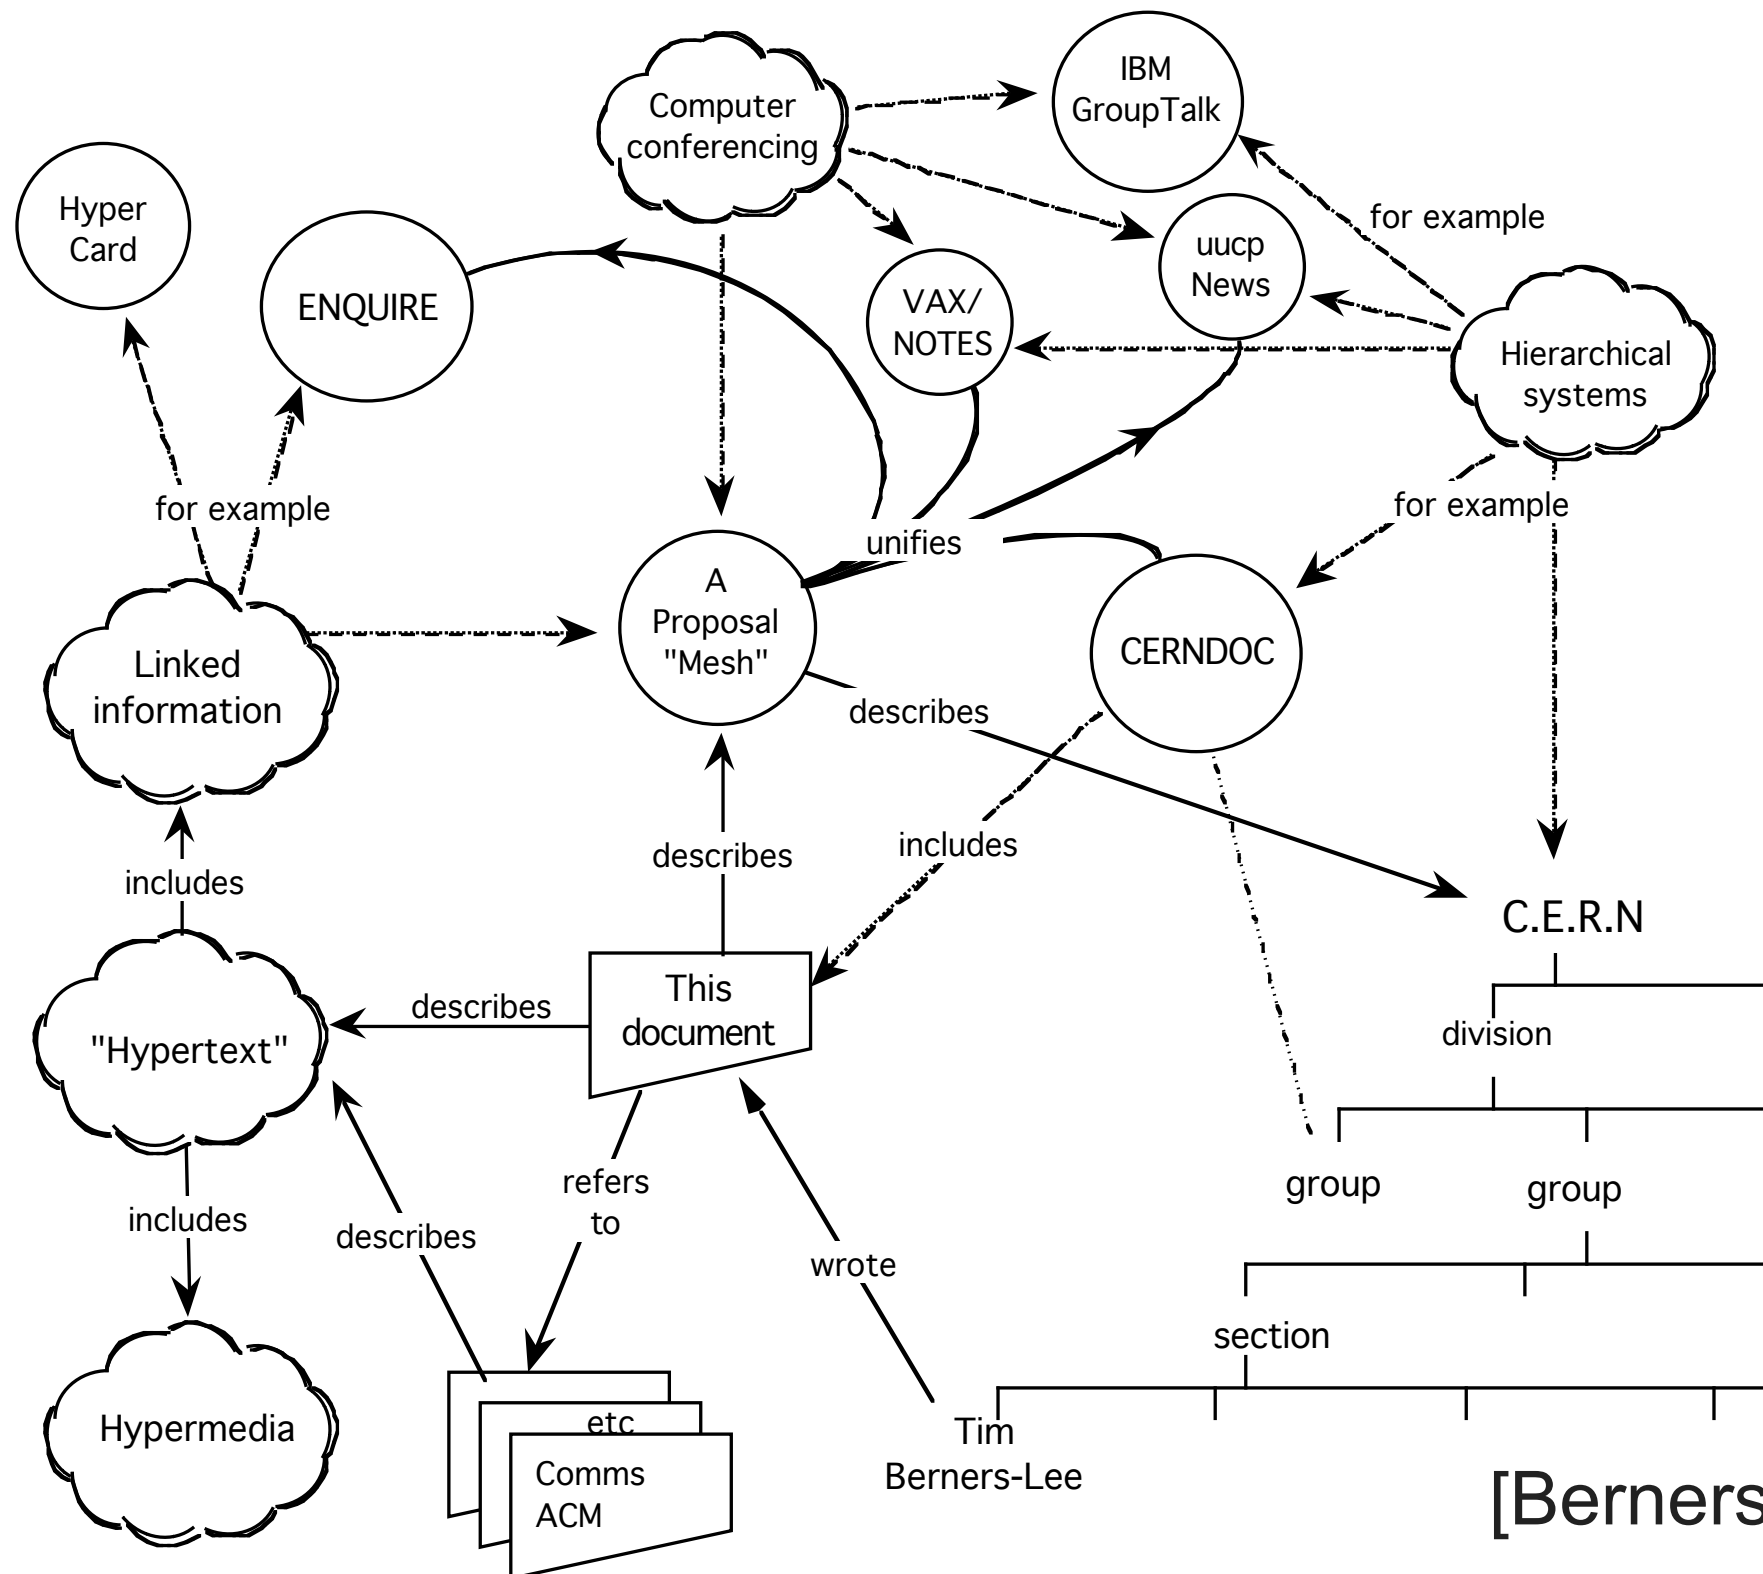 IBM
GroupTalk
Computer
conferencing
Hyper
Card
for example
uucp
News
ENQUIRE
VAX/
NOTES
Hierarchical
systems
for example
for example
unifies
A
Proposal
"Mesh"
CERNDOC
Linked
information
describes
includes
describes
includes
C.E.R.N
describes
This
document
"Hypertext"
division
refers
to
group
group
includes
describes
wrote
section
Hypermedia
etc
Comms
ACM
Tim
Berners-Lee
[Berners